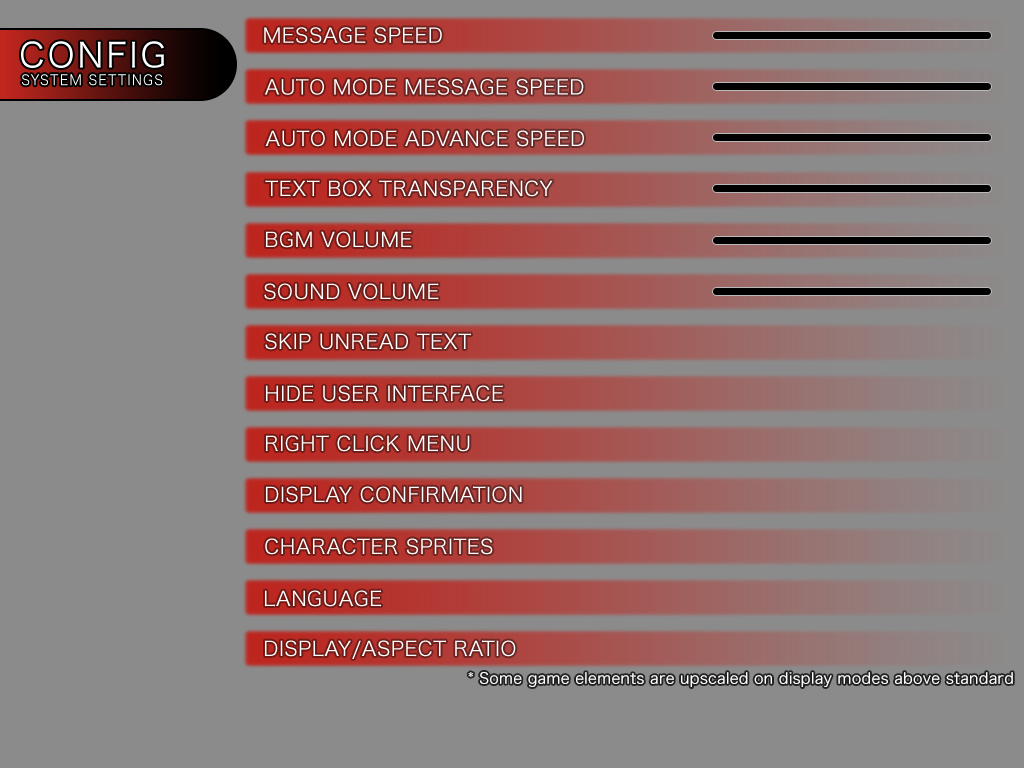 CONFIG
SYSTEM SETTINGS
MESSAGE SPEED
AUTO MODE MESSAGE SPEED
AUTO MODE ADVANCE SPEED
TEXT BOX TRANSPARENCY
BGM VOLUME
SOUND VOLUME
SKIP UNREAD TEXT
HIDE USER INTERFACE
RIGHT CLICK MENU
DISPLAY CONFIRMATION
CHARACTER SPRITES
LANGUAGE
DISPLAY/ASPECT RATIO
* Some game elements are upscaled on display modes above standard